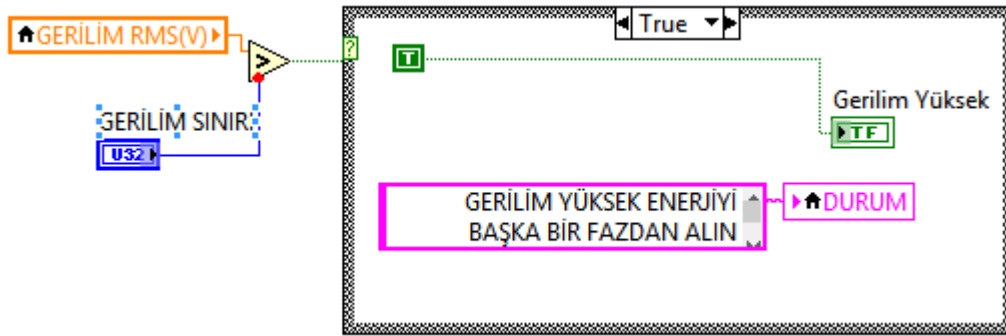 True
GERİLİM RMS(V)
>
?
T
GERİLİM SINIR
U32
Gerilim Yüksek
TF
GERİLİM YÜKSEK ENERJİYİ
BAŞKA BİR FAZDAN ALIN
DURUM